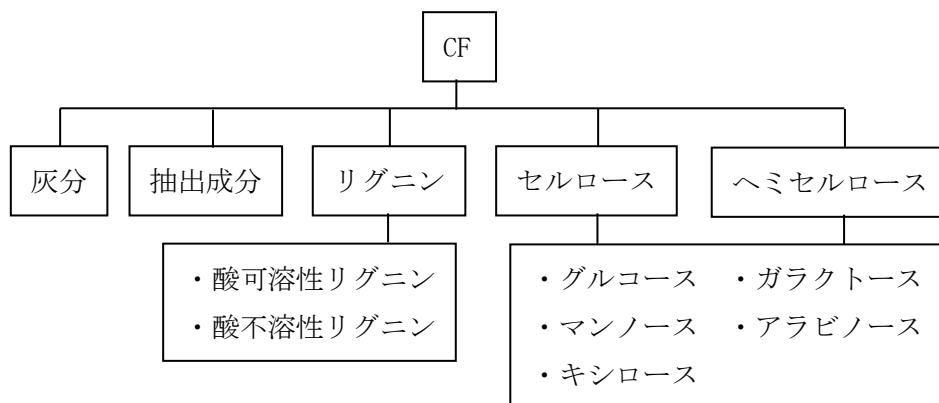 CF
灰分
抽出成分
リグニン
セルロース
ヘミセルロース
・酸可溶性リグニン
・酸不溶性リグニン
・グルコース ・ガラクトース
・マンノース ・アラビノース
・キシロース